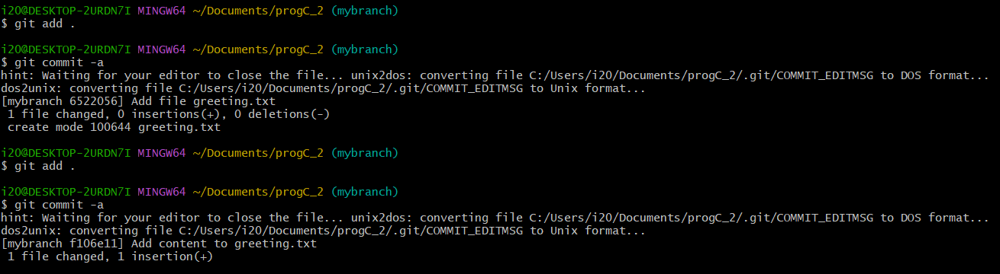 i20@DESKTOP-2URDN7I MINGW64 ~/Documents/progC_2 (mybranch)
$ git add .
i20@DESKTOP-2URDN7I MINGW64 ~/Documents/progC_2 (mybranch)
$ git commit -a
hint: Waiting for your editor to close the file... unix2dos: converting file C:/Users/i20/Documents/progC_2/.git/COMMIT_EDITMSG to DOS format...
dos2unix: converting file C:/Users/i20/Documents/progC_2/.git/COMMIT_EDITMSG to Unix format...
[mybranch 6522056] Add file greeting.txt
 1 file changed, 0 insertions(+), 0 deletions(-)
 create mode 100644 greeting.txt
i20@DESKTOP-2URDN7I MINGW64 ~/Documents/progC_2 (mybranch)
$ git add .
i20@DESKTOP-2URDN7I MINGW64 ~/Documents/progC_2 (mybranch)
$ git commit -a
hint: Waiting for your editor to close the file... unix2dos: converting file C:/Users/i20/Documents/progC_2/.git/COMMIT_EDITMSG to DOS format...
dos2unix: converting file C:/Users/i20/Documents/progC_2/.git/COMMIT_EDITMSG to Unix format...
[mybranch f106e11] Add content to greeting.txt
 1 file changed, 1 insertion(+)